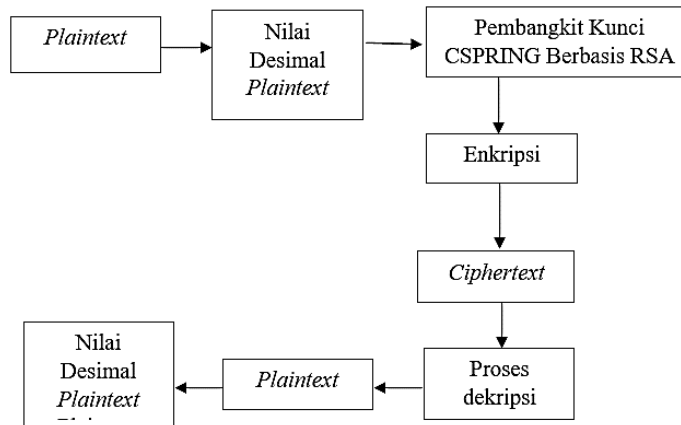 Plaintext
Nilai
Desimal
Plaintext
Pembangkit Kunci
CSPRING Berbasis RSA
Enkripsi
Ciphertext
Proses
dekripsi
Plaintext
Nilai
Desimal
Plaintext